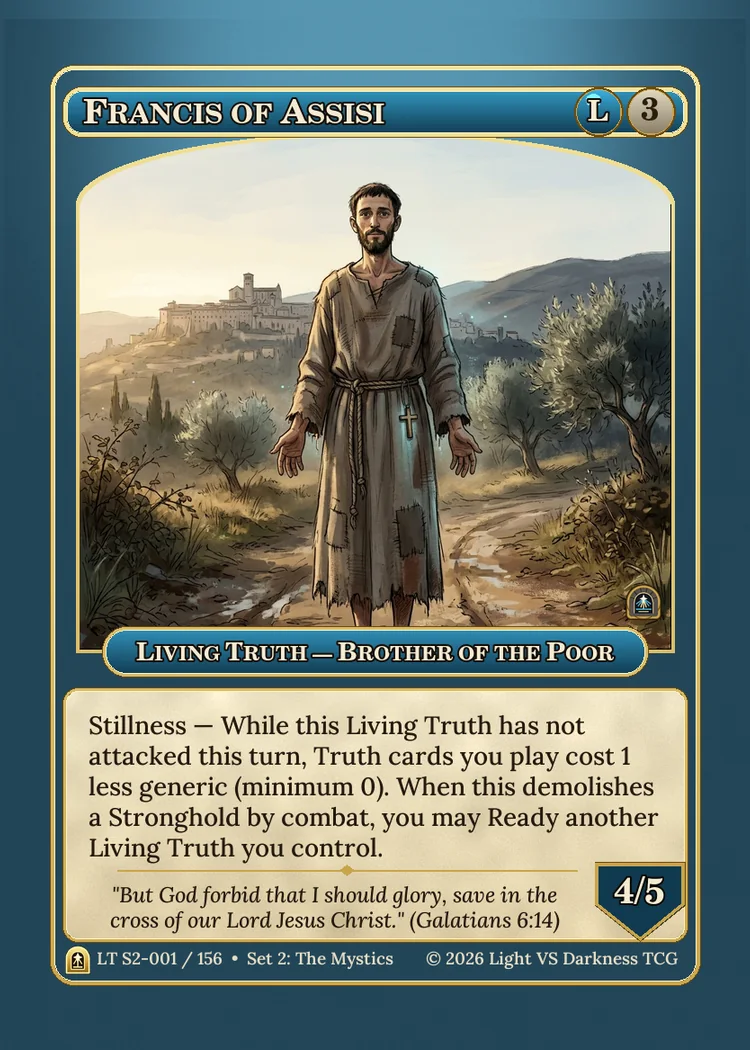 Francis of Assisi L 3
Living Truth — Brother of the Poor
Stillness — While this Living Truth has not
attacked this turn, Truth cards you play cost 1
less generic (minimum 0). When this demolishes
a Stronghold by combat, you may Ready another
Living Truth you control.
"But God forbid that I should glory, save in the
cross of our Lord Jesus Christ." (Galatians 6:14)
4/5
LT S2-001 / 156 • Set 2: The Mystics © 2026 Light VS Darkness TCG